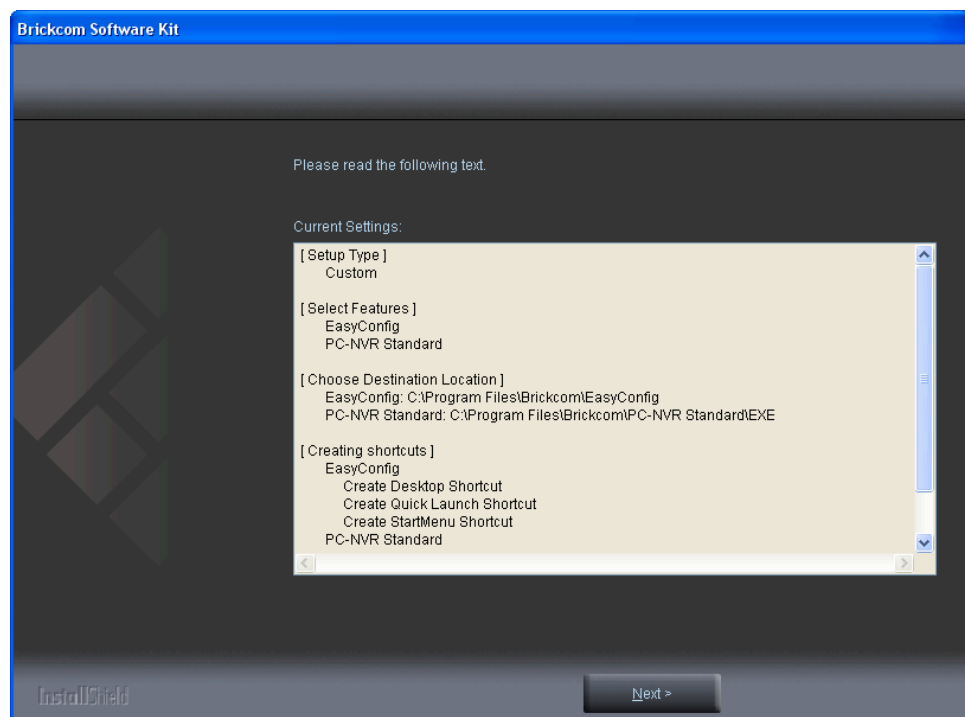 Brickcom Software Kit
Please read the following text.
Current Settings:
[ Setup Type ]
Custom
[ Select Features ]
EasyConfig
PC-NVR Standard
[ Choose Destination Location ]
EasyConfig: C:\Program Files\Brickcom\EasyConfig
PC-NVR Standard: C:\Program Files\Brickcom\PC-NVR Standard\EXE
[ Creating shortcuts ]
EasyConfig
Create Desktop Shortcut
Create Quick Launch Shortcut
Create StartMenu Shortcut
PC-NVR Standard
InstallShield
Next >